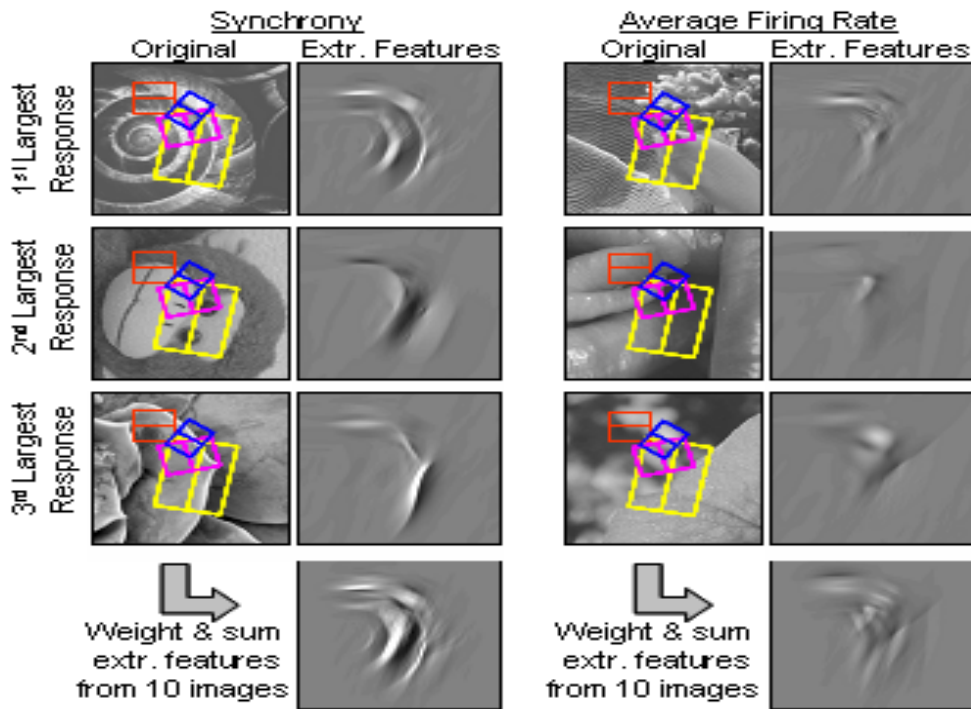 Synchrony
Average Firing Rate
Original
Extr. Features
Original
Extr. Features
1st Largest
Response
2nd Largest
Response
3rd Largest
Response
Weight & sum
extr. features
from 10 images
Weight & sum
extr. features
from 10 images